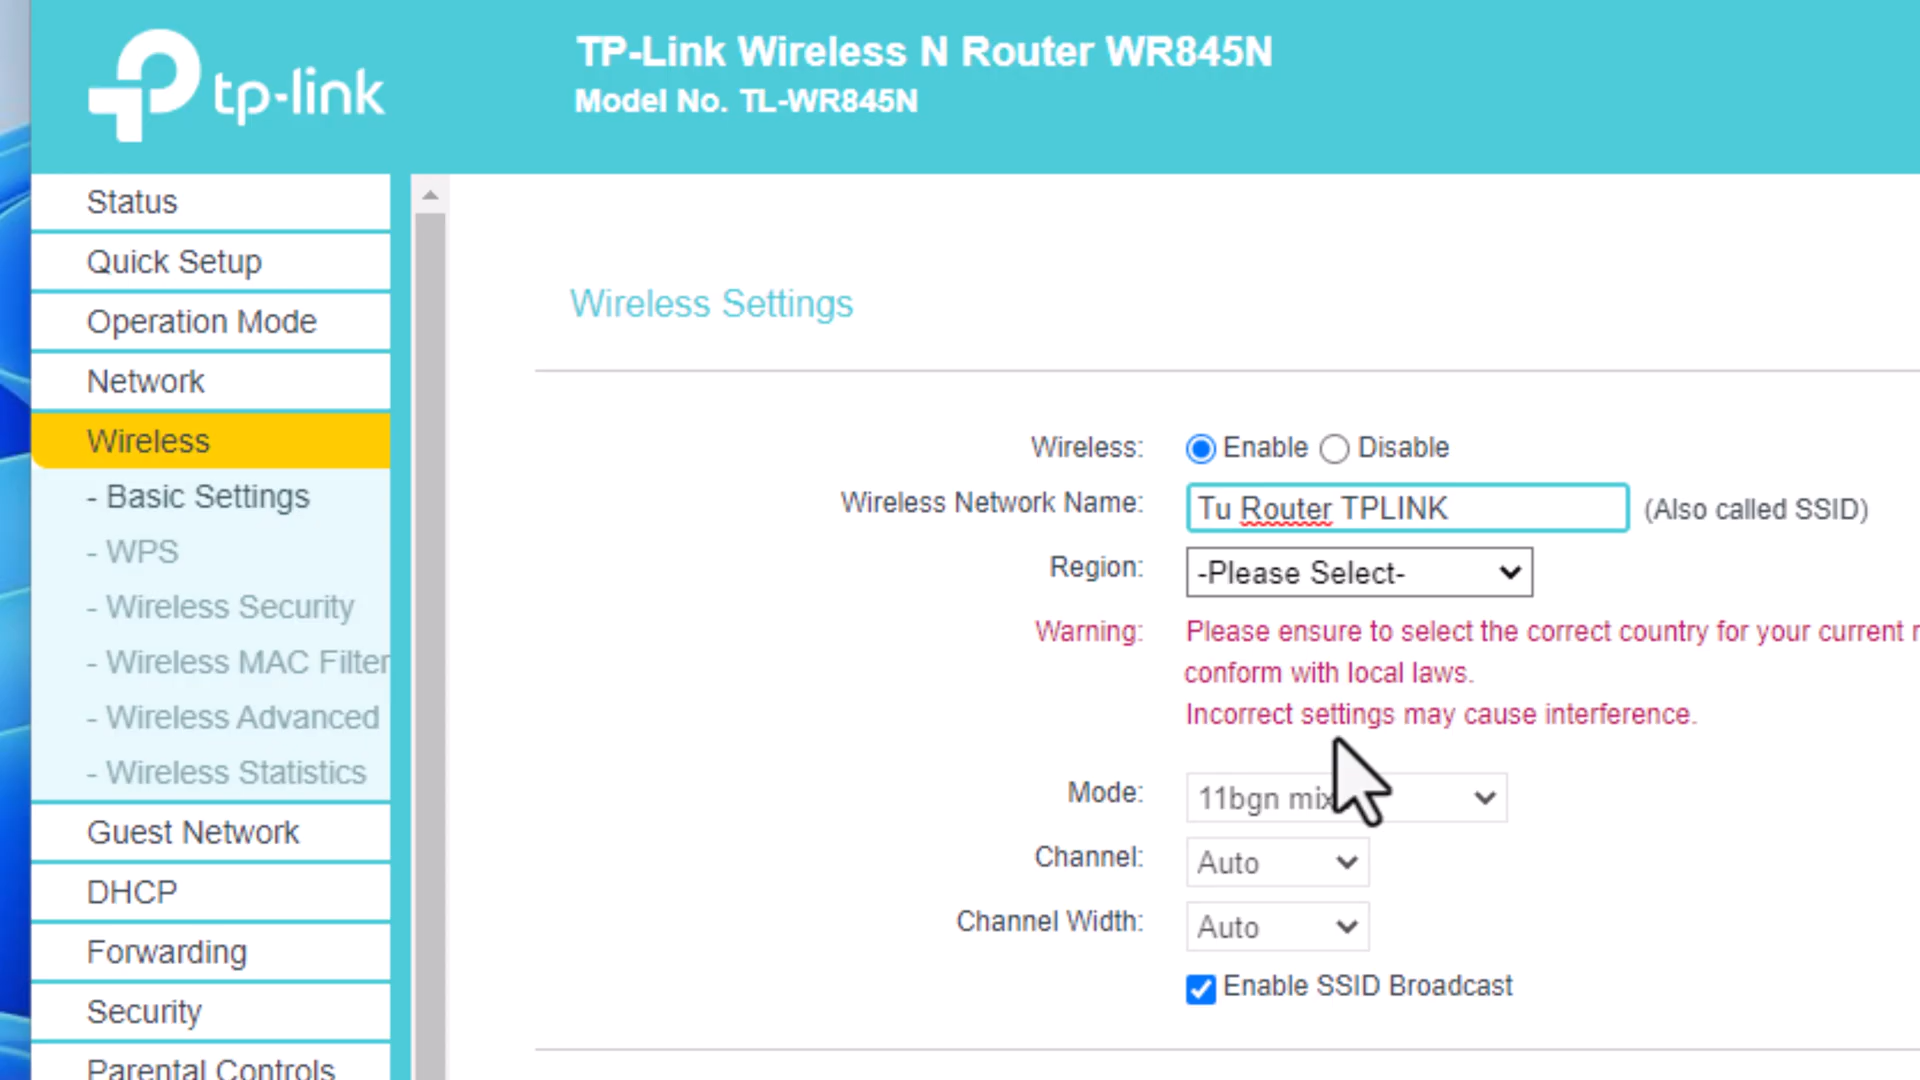 tp-link
TP-Link Wireless N Router WR845N
Model No. TL-WR845N
Status
Quick Setup
Operation Mode
Network
Wireless
- Basic Settings
- WPS
- Wireless Security
- Wireless MAC Filter
- Wireless Advanced
- Wireless Statistics
Guest Network
DHCP
Forwarding
Security
Parental Controls
Wireless Settings
Wireless: Enable Disable
Wireless Network Name: Tu Router TPLINK (Also called SSID)
Region: -Please Select-
Warning: Please ensure to select the correct country for your current
conform with local laws.
Incorrect settings may cause interference.
Mode: 11bgn mix
Channel: Auto
Channel Width: Auto
Enable SSID Broadcast